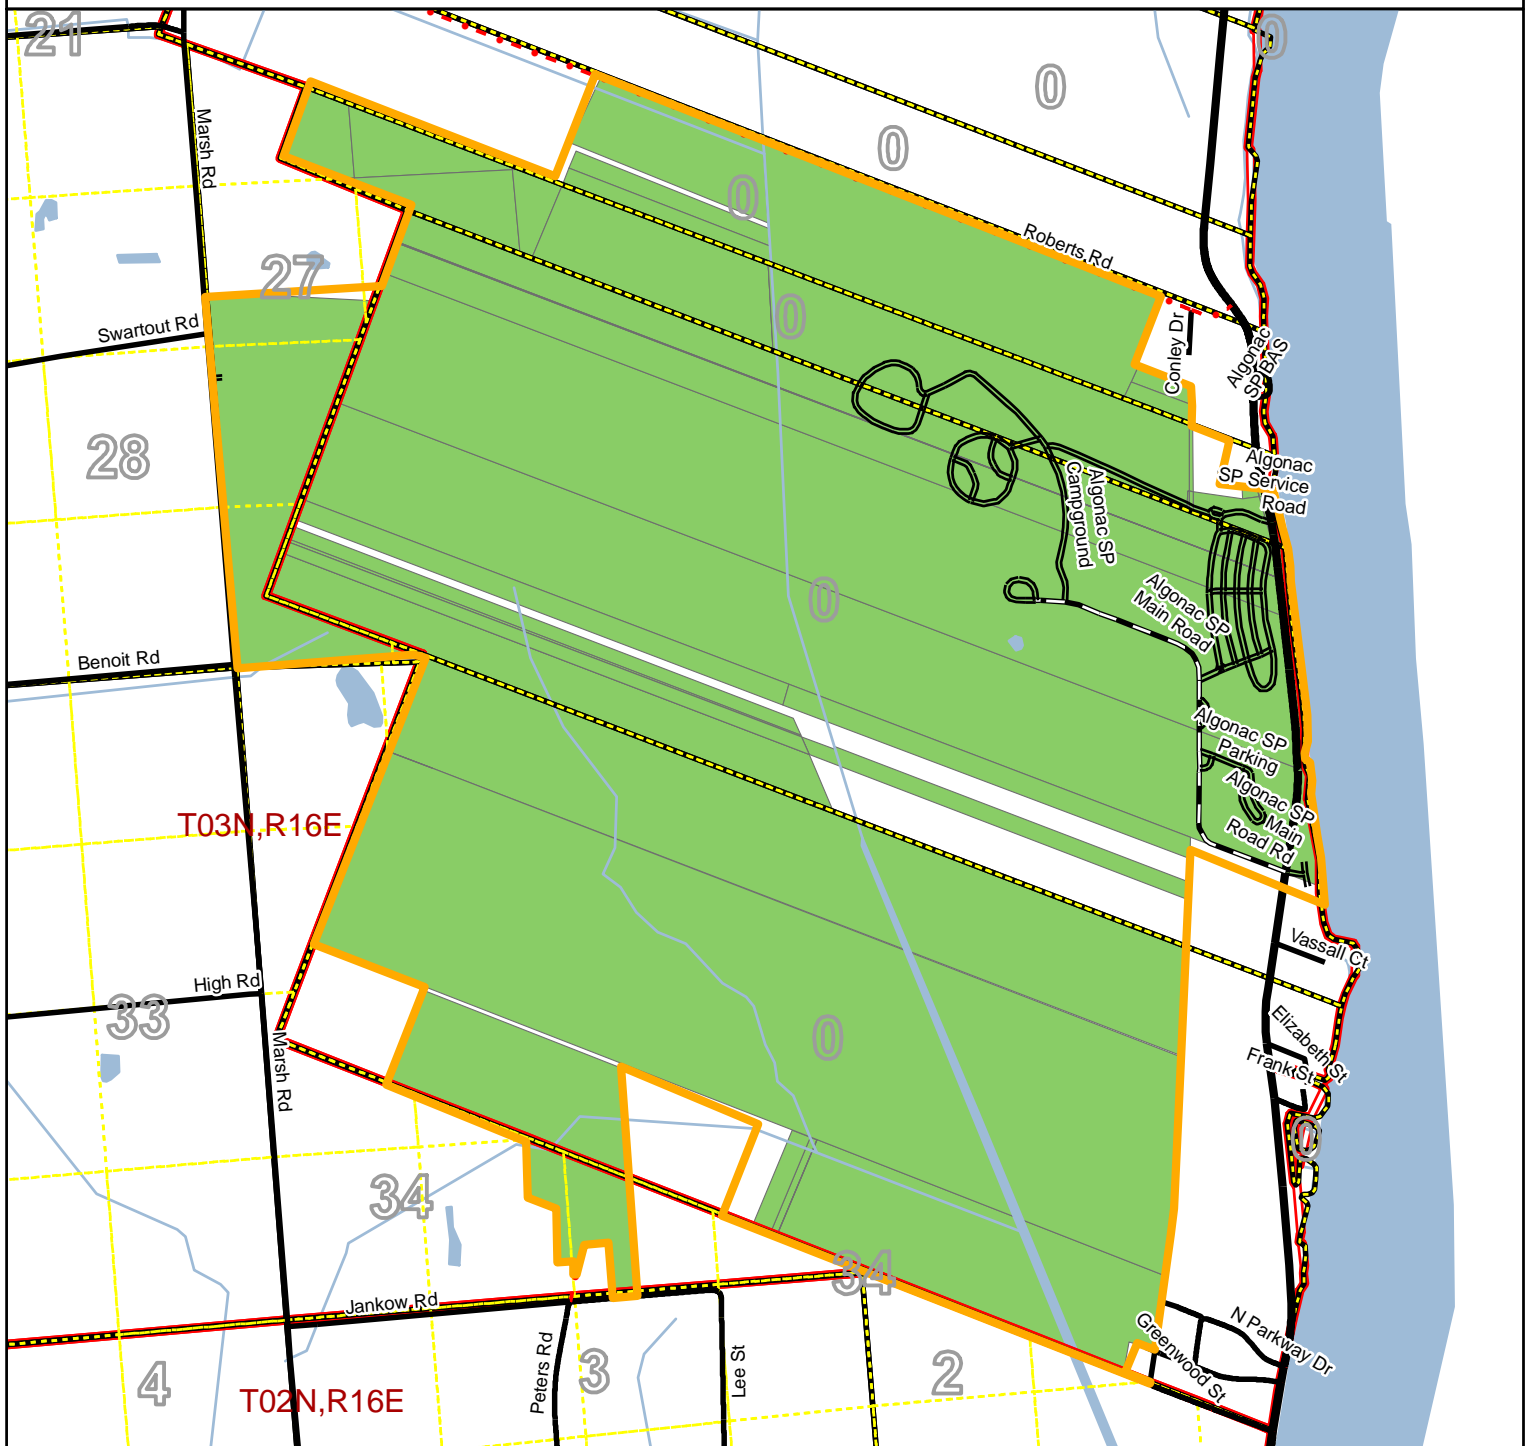 21
0
0
0
0
Marsh Rd
Roberts Rd
27
0
Swartout Rd
Conley Dr
Algonac
SP BAS
28
Algonac
SP Service
Road
Algonac SP
Campground
0
Algonac SP
Main Road
Benoit Rd
Algonac SP
Parking
T03N,R16E
Algonac SP
Main
Road Rd
Vassall Ct
High Rd
33
Marsh Rd
0
Elizabeth St
Frank St
0
34
34
Jankow Rd
N Parkway Dr
Greenwood St
Peters Rd
Lee St
4
3
2
T02N,R16E